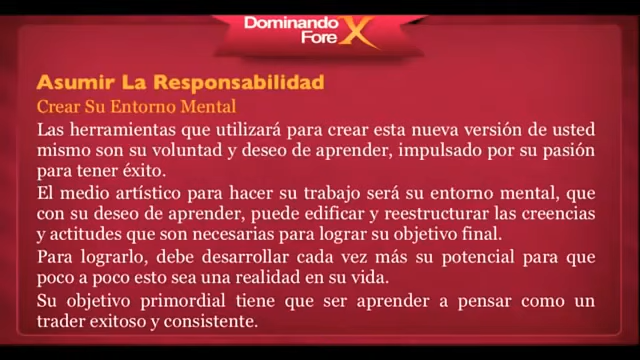 Dominando
ForeX
Asumir La Responsabilidad
Crear Su Entorno Mental
Las herramientas que utilizará para crear esta nueva versión de usted
mismo son su voluntad y deseo de aprender, impulsado por su pasión
para tener éxito.
El medio artístico para hacer su trabajo será su entorno mental, que
con su deseo de aprender, puede edificar y reestructurar las creencias
y actitudes que son necesarias para lograr su objetivo final.
Para lograrlo, debe desarrollar cada vez más su potencial para que
poco a poco esto sea una realidad en su vida.
Su objetivo primordial tiene que ser aprender a pensar como un
trader exitoso y consistente.